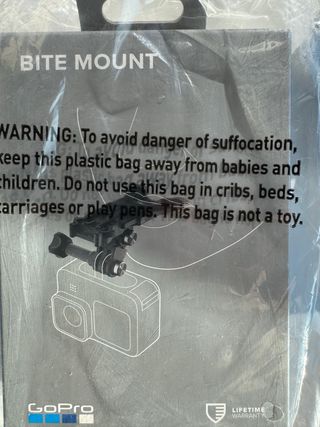 BITE MOUNT
WARNING: To avoid danger of suffocation,
keep this plastic bag away from babies and
children. Do not use this bag in cribs, beds,
carriages or play pens. This bag is not a toy.
GoPro
LIFETIME
WARRANTY